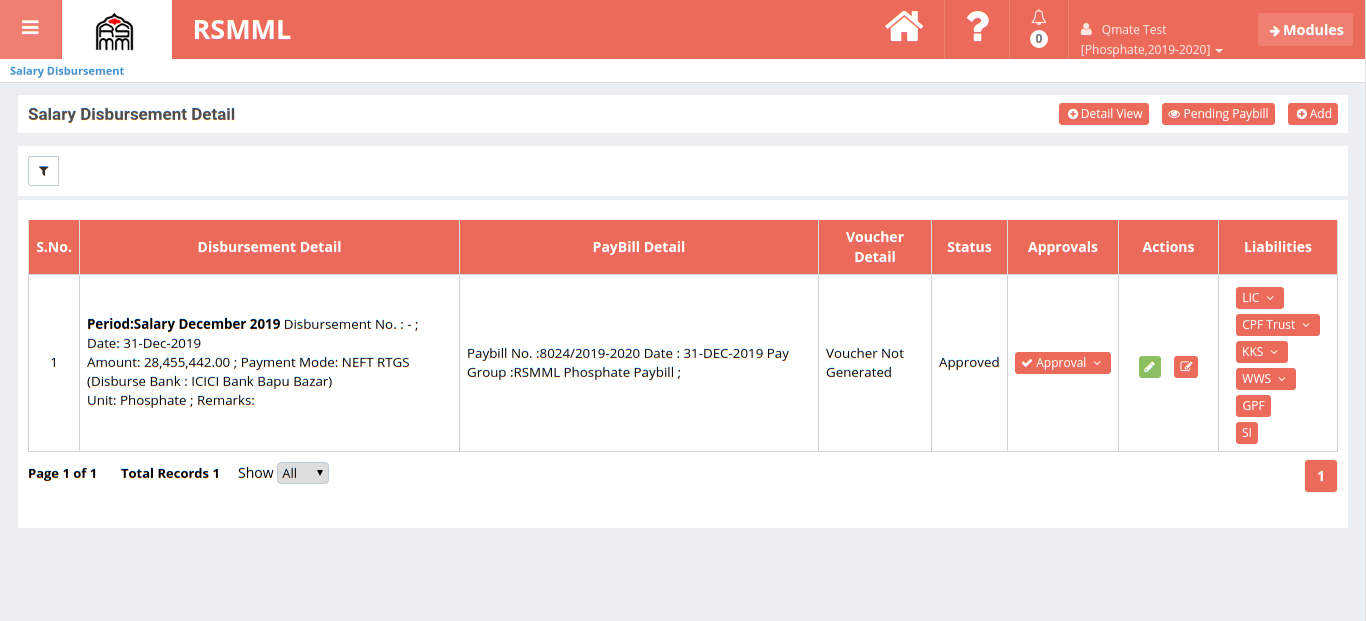 RSMM
RSMML
0
Qmate Test
[Phosphate,2019-2020]
Modules
Salary Disbursement
Salary Disbursement Detail
Detail View
Pending Paybill
Add
S.No.
Disbursement Detail
PayBill Detail
Voucher
Detail
Status
Approvals
Actions
Liabilities
1
Period:Salary December 2019 Disbursement No. : - ;
Date: 31-Dec-2019
Amount: 28,455,442.00 ; Payment Mode: NEFT RTGS
(Disburse Bank : ICICI Bank Bapu Bazar)
Unit: Phosphate ; Remarks:
Paybill No. :8024/2019-2020 Date : 31-DEC-2019 Pay
Group :RSMML Phosphate Paybill ;
Voucher Not
Generated
Approved
Approval
LIC
CPF Trust
KKS
WWS
GPF
SI
Page 1 of 1 Total Records 1 Show All
1